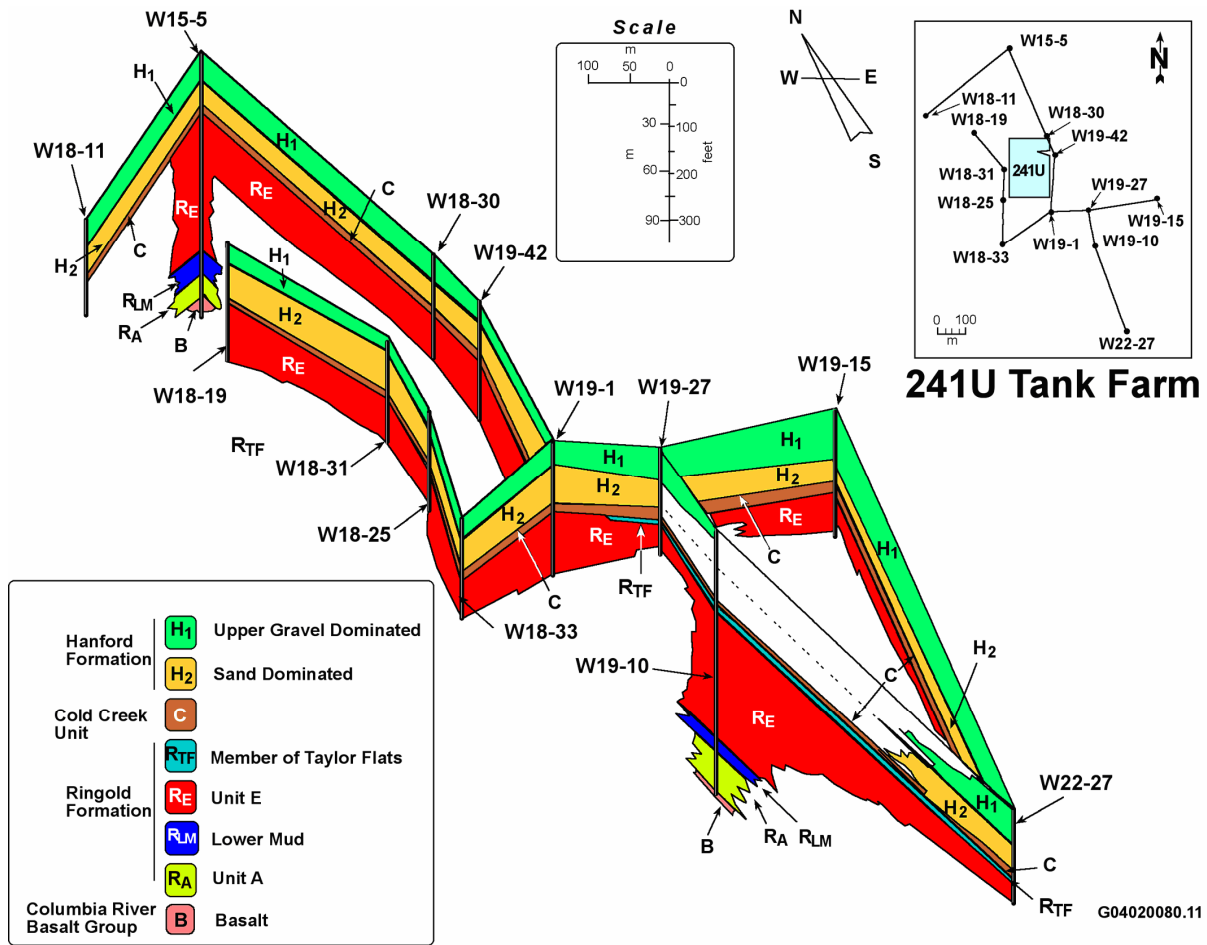 W15-5
H1
W18-11
H1
C
W18-30
H2
RE
RE
W19-42
C
H2
H1
RLM
H2
RA
B
RE
W18-19
RTF
W18-31
W18-25
Scale
m
100 50 0
0
30
100
m
feet
60
200
90
300
N
W E
S
W15-5
N
W18-11
W18-19
W18-30
W19-42
241U
W18-31
W19-27
W18-25
W19-15
W18-33
W19-1
W19-10
0 100
m
W22-27
241U Tank Farm
W19-15
W19-27
W19-1
H1
H1
H2
H2
H2
RE
RE
C
C
RTF
C
H1
W18-33
W19-10
H2
C
RE
W22-27
H1
H2
C
B
RA
RLM
RTF
G04020080.11
Hanford
Formation
H1 Upper Gravel Dominated
H2 Sand Dominated
Cold Creek
Unit
C
RTF Member of Taylor Flats
Ringold
Formation
RE Unit E
RLM Lower Mud
RA Unit A
Columbia River
Basalt Group
B Basalt